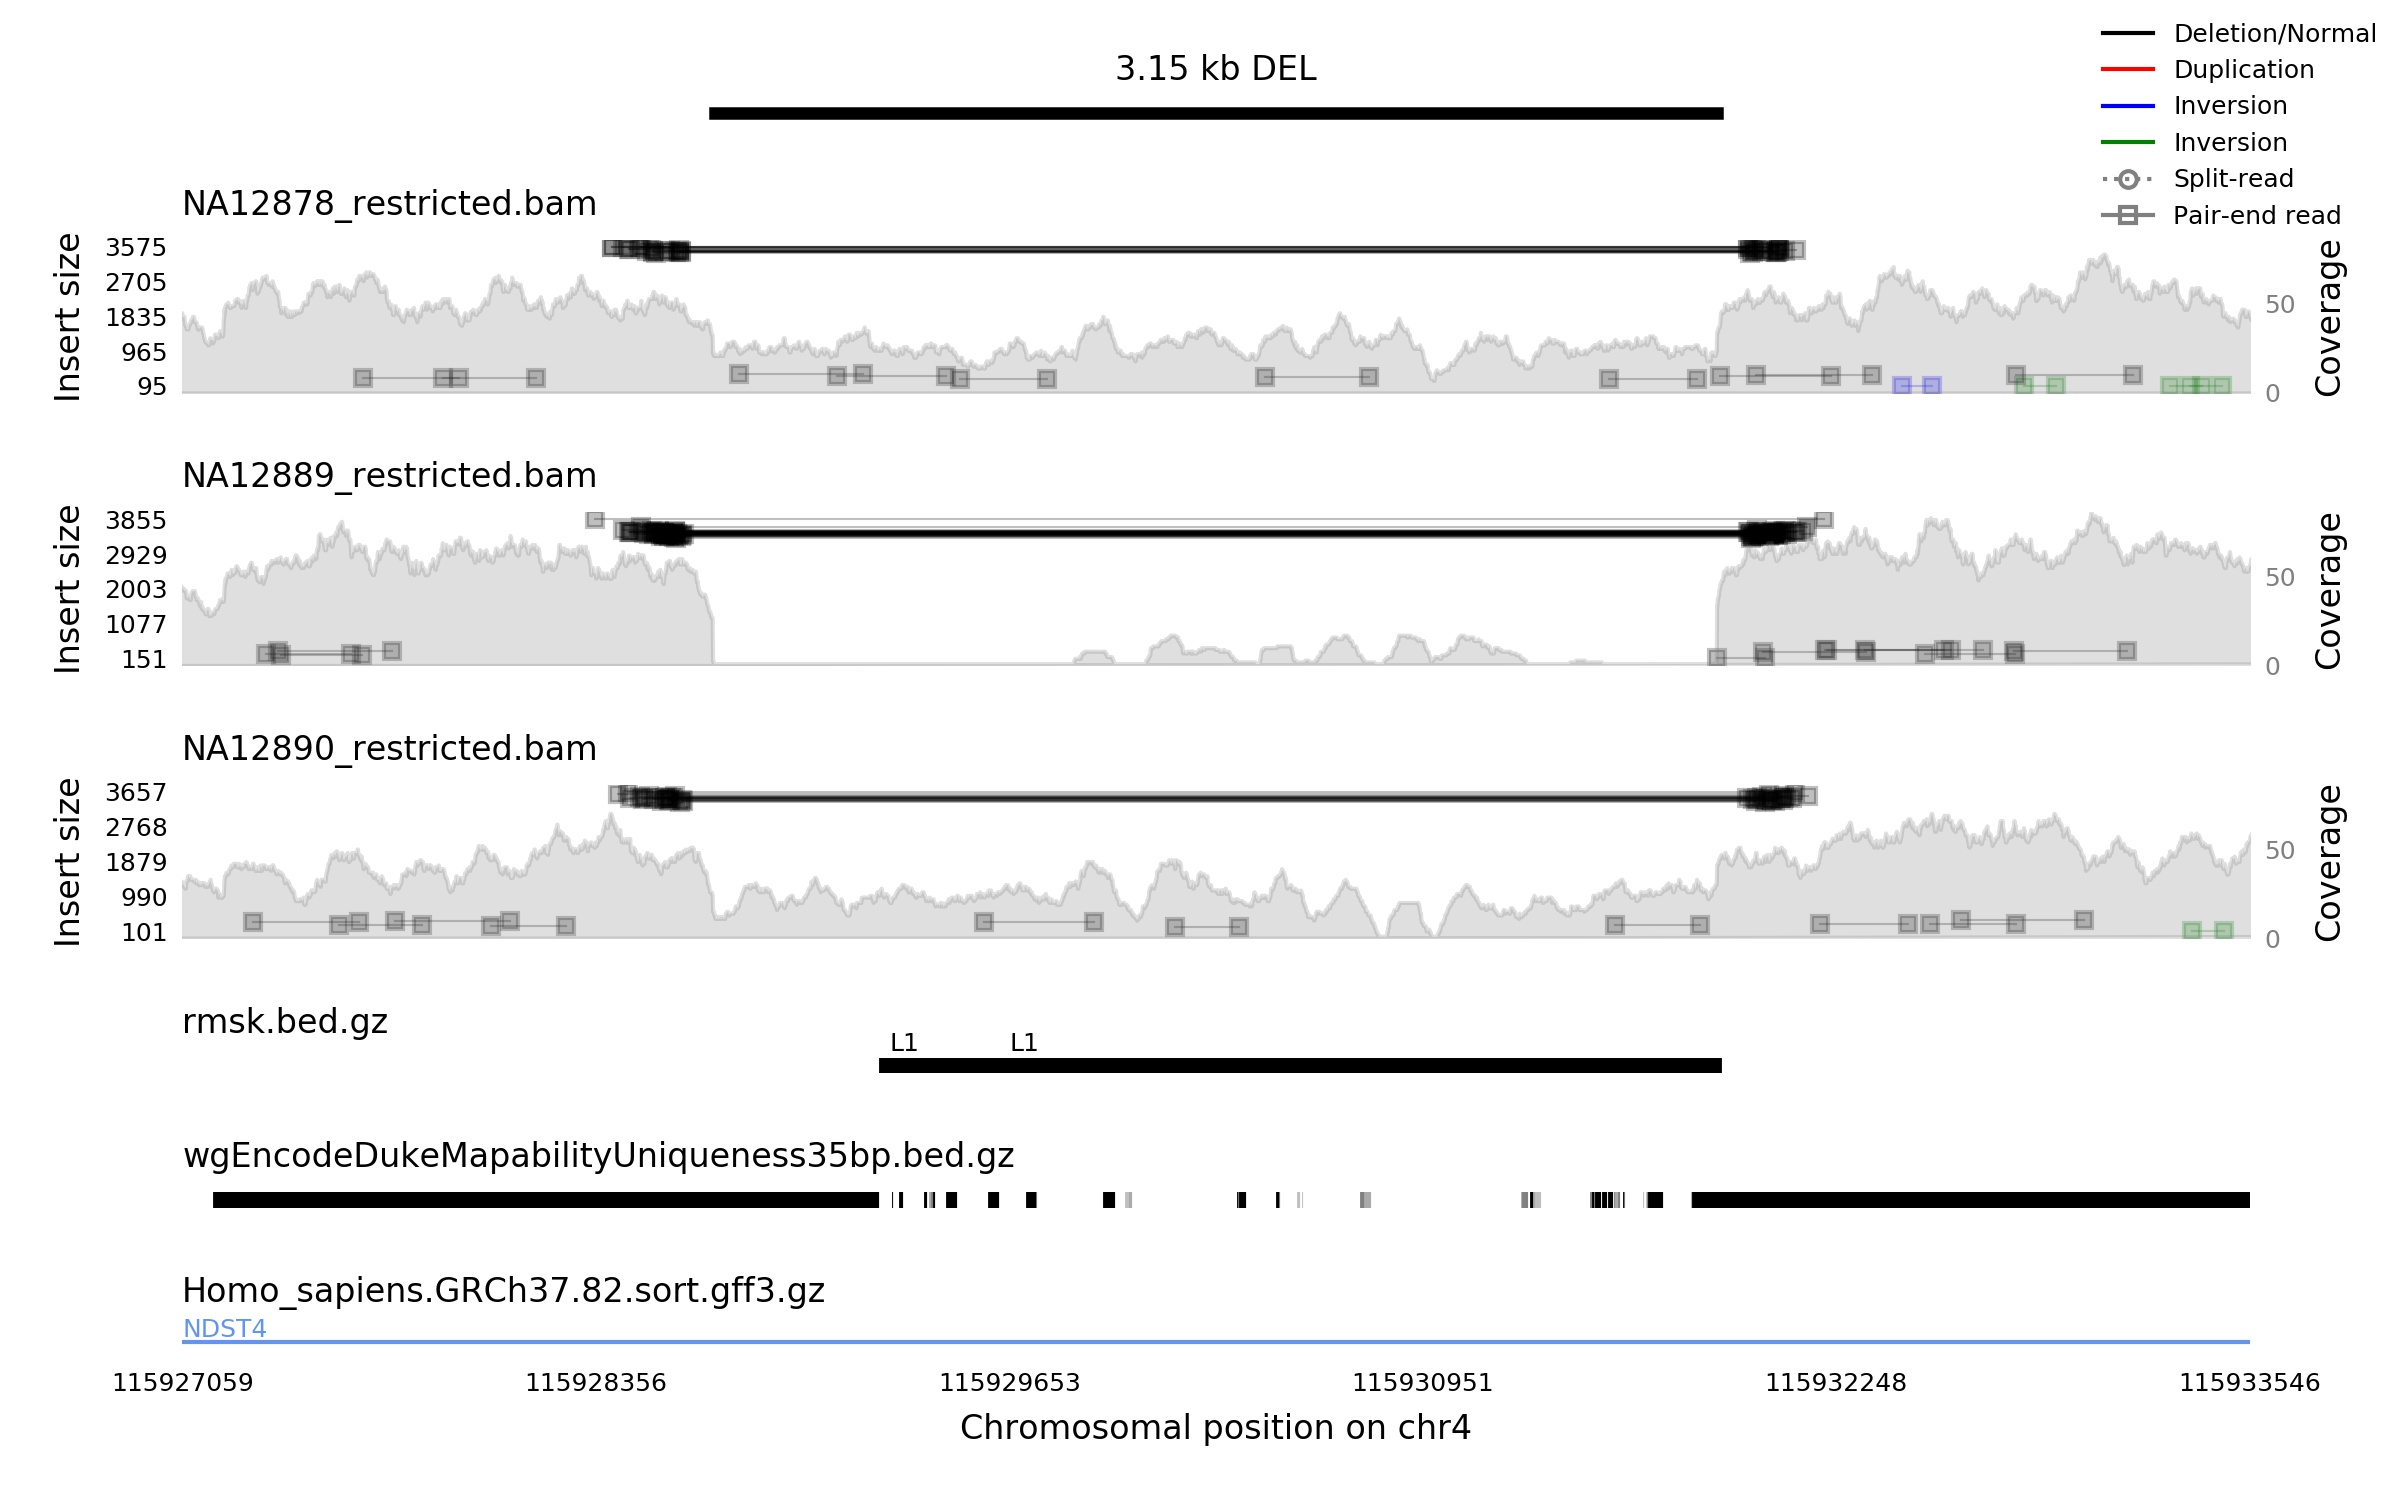 Deletion/Normal
Duplication
Inversion
Inversion
Split-read
Pair-end read
3.15 kb DEL
NA12878_restricted.bam
Insert size
3575
2705
1835
965
95
50
0
Coverage
NA12889_restricted.bam
Insert size
3855
2929
2003
1077
151
50
0
Coverage
NA12890_restricted.bam
Insert size
3657
2768
1879
990
101
50
0
Coverage
rmsk.bed.gz
L1 L1
wgEncodeDukeMapabilityUniqueness35bp.bed.gz
Homo_sapiens.GRCh37.82.sort.gff3.gz
NDST4
115927059 115928356 115929653 115930951 115932248 115933546
Chromosomal position on chr4